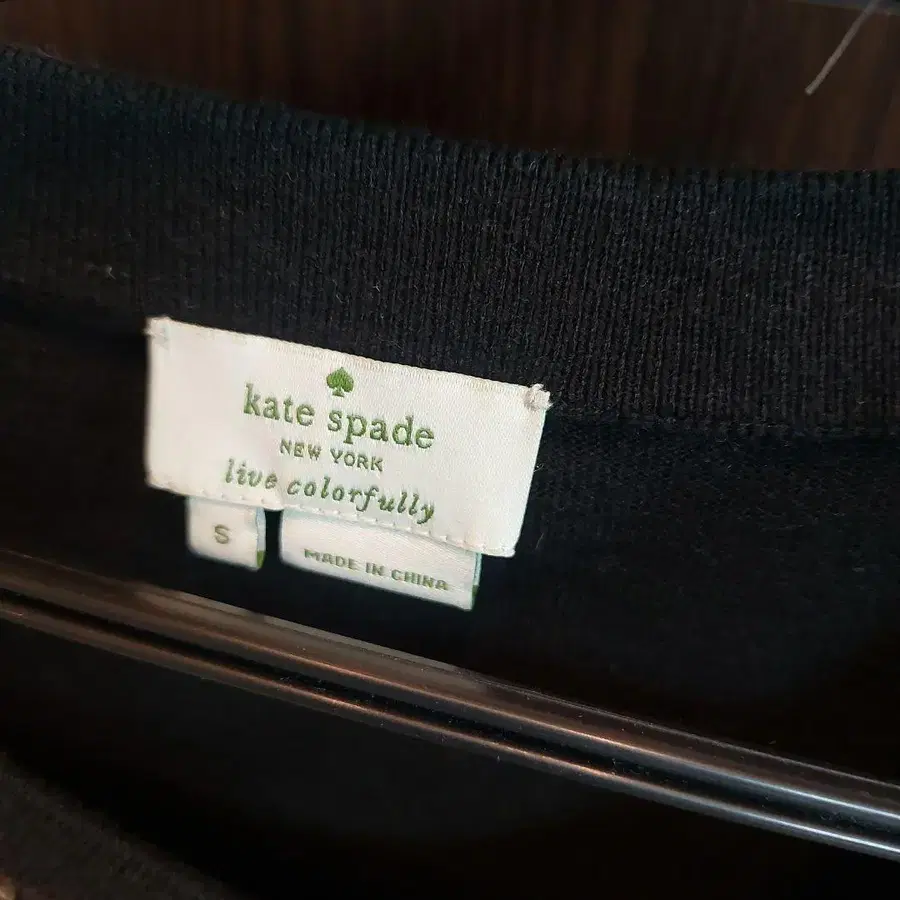 kate spade
NEW YORK
live colorfully
S
MADE IN CHINA